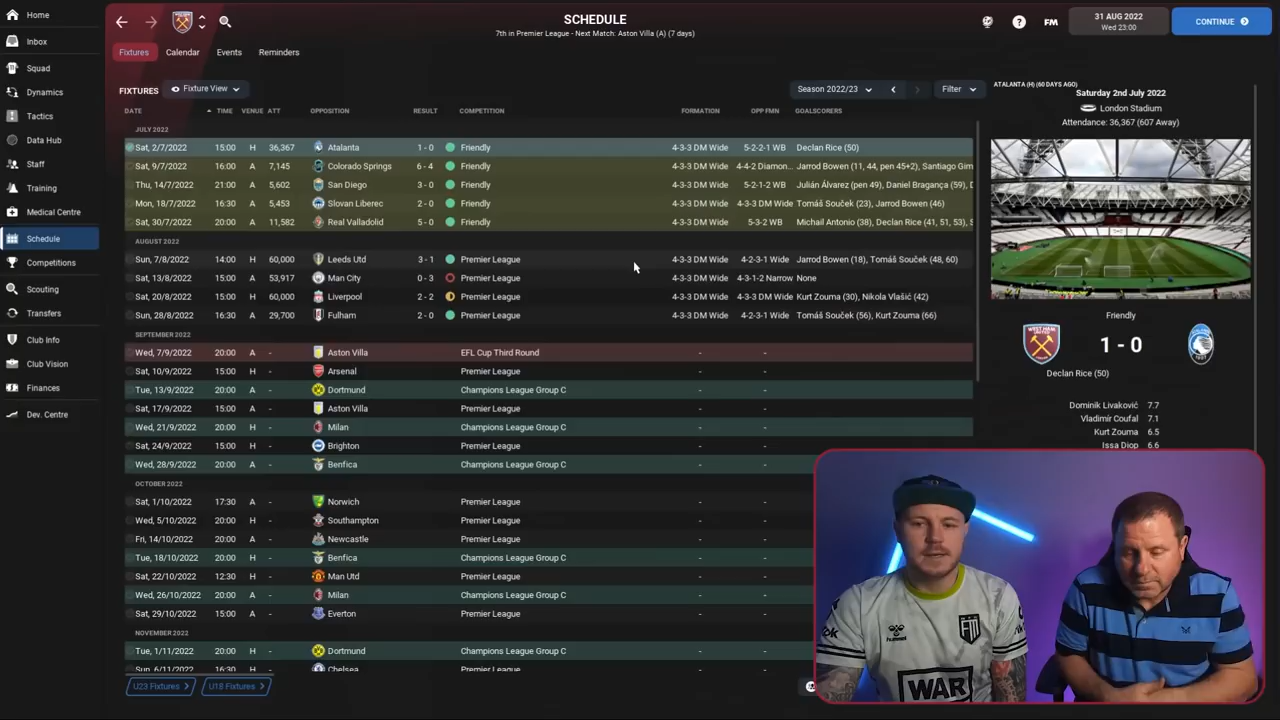 Home
SCHEDULE
7th in Premier League - Next Match: Aston Villa (A) (7 days)
FM
31 AUG 2022
Wed 23:00
CONTINUE
Inbox
Squad
Dynamics
Tactics
Data Hub
Staff
Training
Medical Centre
Schedule
Competitions
Scouting
Transfers
Club Info
Club Vision
Finances
Dev. Centre
Fixtures Calendar Events Reminders
FIXTURES Fixture View Season 2022/23 Filter
DATE TIME VENUE ATT OPPOSITION RESULT COMPETITION FORMATION OPP FMN GOALSCORERS
JULY 2022
Sat, 2/7/2022 15:00 H 36,367 Atalanta 1 - 0 Friendly 4-3-3 DM Wide 5-2-2-1 WB Declan Rice (50)
Sat, 9/7/2022 16:00 A 7,145 Colorado Springs 6 - 4 Friendly 4-3-3 DM Wide 4-4-2 Diamon... Jarrod Bowen (11, 44, pen 45+2), Santiago Gim
Thu, 14/7/2022 21:00 A 5,602 San Diego 3 - 0 Friendly 4-3-3 DM Wide 5-2-1-2 WB Julián Álvarez (pen 49), Daniel Bragança (59), D
Mon, 18/7/2022 16:30 A 5,453 Slovan Liberec 2 - 0 Friendly 4-3-3 DM Wide 4-3-3 DM Wide Tomáš Souček (23), Jarrod Bowen (46)
Sat, 30/7/2022 20:00 A 11,582 Real Valladolid 5 - 0 Friendly 4-3-3 DM Wide 5-3-2 WB Michail Antonio (38), Declan Rice (41, 51, 53), S
AUGUST 2022
Sun, 7/8/2022 14:00 H 60,000 Leeds Utd 3 - 1 Premier League 4-3-3 DM Wide 4-2-3-1 Wide Jarrod Bowen (18), Tomáš Souček (48, 60)
Sat, 13/8/2022 15:00 A 53,917 Man City 0 - 3 Premier League 4-3-3 DM Wide 4-3-1-2 Narrow None
Sat, 20/8/2022 15:00 H 60,000 Liverpool 2 - 2 Premier League 4-3-3 DM Wide 4-3-3 DM Wide Kurt Zouma (30), Nikola Vlašić (42)
Sun, 28/8/2022 16:30 A 29,700 Fulham 2 - 0 Premier League 4-3-3 DM Wide 4-2-3-1 Wide Tomáš Souček (56), Kurt Zouma (66)
SEPTEMBER 2022
Wed, 7/9/2022 20:00 A - Aston Villa EFL Cup Third Round - -
Sat, 10/9/2022 15:00 H - Arsenal Premier League - -
Tue, 13/9/2022 20:00 A - Dortmund Champions League Group C - -
Sat, 17/9/2022 15:00 A - Aston Villa Premier League - -
Wed, 21/9/2022 20:00 H - Milan Champions League Group C - -
Sat, 24/9/2022 15:00 H - Brighton Premier League - -
Wed, 28/9/2022 20:00 A - Benfica Champions League Group C - -
OCTOBER 2022
Sat, 1/10/2022 17:30 A - Norwich Premier League - -
Wed, 5/10/2022 20:00 H - Southampton Premier League - -
Fri, 14/10/2022 20:00 A - Newcastle Premier League - -
Tue, 18/10/2022 20:00 H - Benfica Champions League Group C - -
Sat, 22/10/2022 12:30 H - Man Utd Premier League - -
Wed, 26/10/2022 20:00 A - Milan Champions League Group C - -
Sat, 29/10/2022 15:00 A - Everton Premier League - -
NOVEMBER 2022
Tue, 1/11/2022 20:00 H - Dortmund Champions League Group C - -
Sun, 6/11/2022 16:30 H - Chelsea Premier League - -
U23 Fixtures U18 Fixtures
ATALANTA (H) (60 DAYS AGO)
Saturday 2nd July 2022
London Stadium
Attendance: 36,367 (607 Away)
Friendly
1 - 0
Declan Rice (50)
Dominik Livaković 7.7
Vladimír Coufal 7.1
Kurt Zouma 6.5
Issa Diop 6.6
FM
WAR